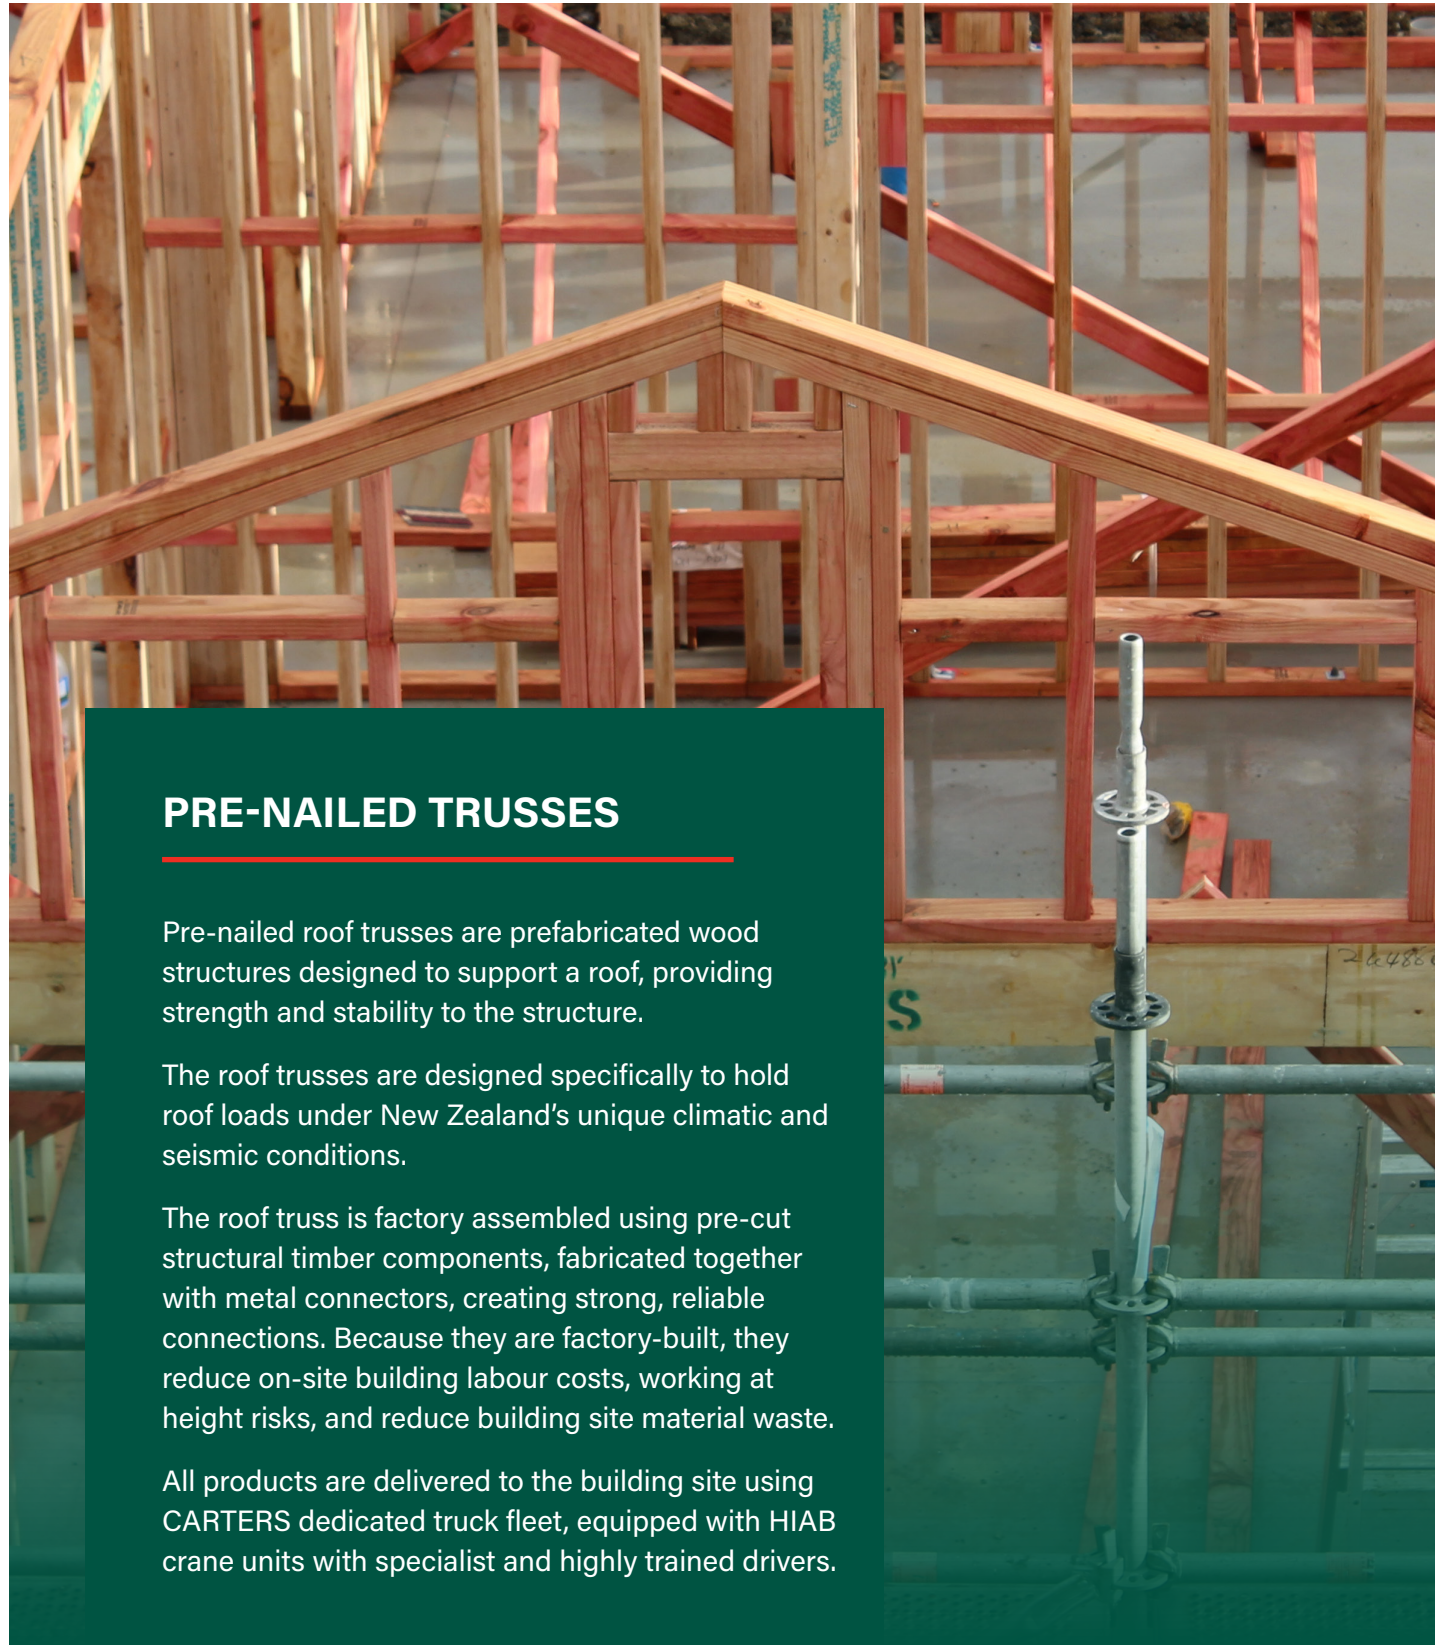 PRE-NAILED TRUSSES
Pre-nailed roof trusses are prefabricated wood
structures designed to support a roof, providing
strength and stability to the structure.
The roof trusses are designed specifically to hold
roof loads under New Zealand’s unique climatic and
seismic conditions.
The roof truss is factory assembled using pre-cut
structural timber components, fabricated together
with metal connectors, creating strong, reliable
connections. Because they are factory-built, they
reduce on-site building labour costs, working at
height risks, and reduce building site material waste.
All products are delivered to the building site using
CARTERS dedicated truck fleet, equipped with HIAB
crane units with specialist and highly trained drivers.